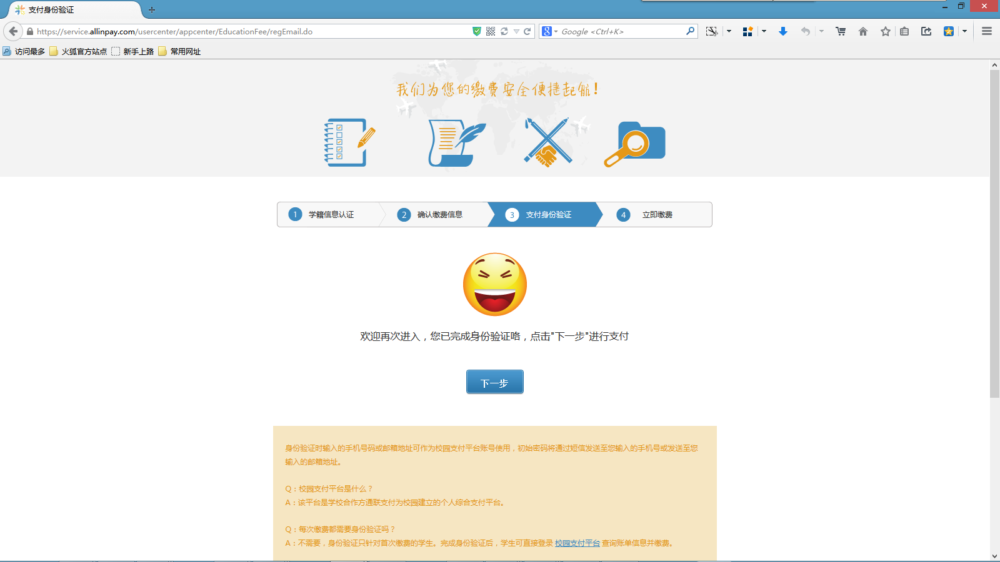 支付身份验证
https://service.allinpay.com/usercenter/appcenter/EducationFee/regEmail.do
Google <Ctrl+K>
访问最多 火狐官方站点 新手上路 常用网址
我们为您的缴费安全便捷起航!
1 学籍信息认证 2 确认缴费信息 3 支付身份验证 4 立即缴费
欢迎再次进入，您已完成身份验证咯，点击"下一步"进行支付
下一步
身份验证时输入的手机号码或邮箱地址可作为校园支付平台账号使用，初始密码将通过短信发送至您输入的手机号或发送至您
输入的邮箱地址。
Q：校园支付平台是什么？
A：该平台是学校合作方通联支付为校园建立的个人综合支付平台。
Q：每次缴费都需要身份验证吗？
A：不需要，身份验证只针对首次缴费的学生。完成身份验证后，学生可直接登录 校园支付平台 查询账单信息并缴费。